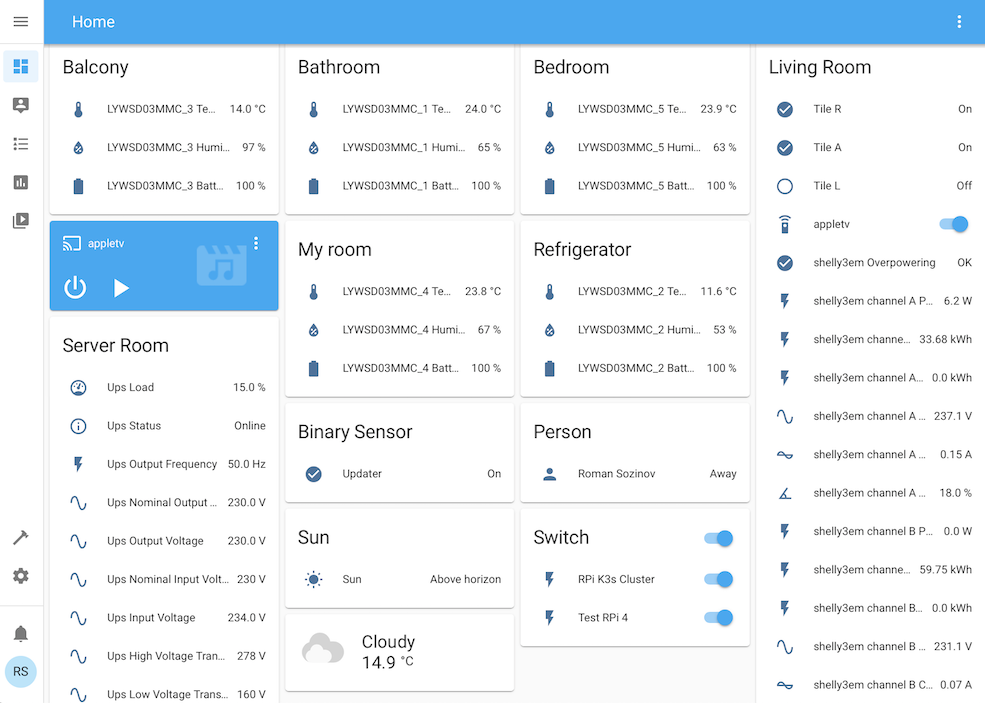 Home
Balcony
LYWSD03MMC_3 Te... 14.0 °C
LYWSD03MMC_3 Humi... 97 %
LYWSD03MMC_3 Batt... 100 %
appletv
Server Room
Ups Load 15.0 %
Ups Status Online
Ups Output Frequency 50.0 Hz
Ups Nominal Output ... 230.0 V
Ups Output Voltage 230.0 V
Ups Nominal Input Volt... 230 V
Ups Input Voltage 234.0 V
Ups High Voltage Tran... 278 V
Ups Low Voltage Trans... 160 V
Bathroom
LYWSD03MMC_1 Te... 24.0 °C
LYWSD03MMC_1 Humi... 65 %
LYWSD03MMC_1 Batt... 100 %
My room
LYWSD03MMC_4 Te... 23.8 °C
LYWSD03MMC_4 Humi... 67 %
LYWSD03MMC_4 Batt... 100 %
Binary Sensor
Updater On
Sun
Sun Above horizon
Cloudy
14.9 °C
Bedroom
LYWSD03MMC_5 Te... 23.9 °C
LYWSD03MMC_5 Humi... 63 %
LYWSD03MMC_5 Batt... 100 %
Refrigerator
LYWSD03MMC_2 Te... 11.6 °C
LYWSD03MMC_2 Humi... 53 %
LYWSD03MMC_2 Batt... 100 %
Person
Roman Sozinov Away
Switch
RPi K3s Cluster
Test RPi 4
Living Room
Tile R On
Tile A On
Tile L Off
appletv
shelly3em Overpowering OK
shelly3em channel A P... 6.2 W
shelly3em channe... 33.68 kWh
shelly3em channel A... 0.0 kWh
shelly3em channel A ... 237.1 V
shelly3em channel A ... 0.15 A
shelly3em channel A ... 18.0 %
shelly3em channel B P... 0.0 W
shelly3em channe... 59.75 kWh
shelly3em channel B... 0.0 kWh
shelly3em channel B ... 231.1 V
shelly3em channel B C... 0.07 A
RS